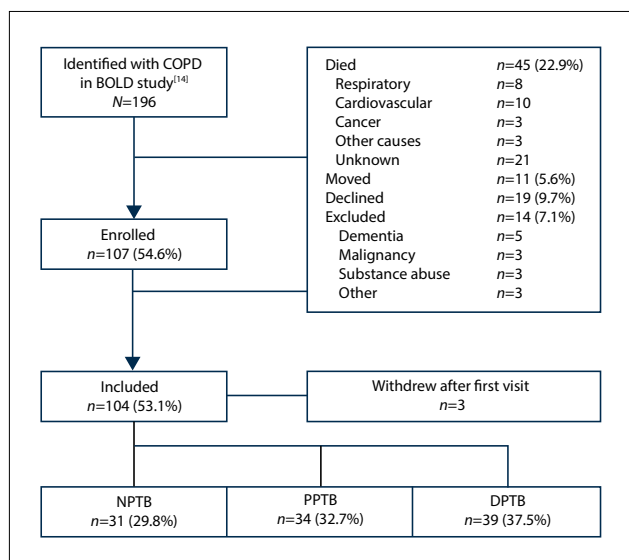 Identified with COPD
in BOLD study[14]
N=196
Died n=45 (22.9%)
Respiratory n=8
Cardiovascular n=10
Cancer n=3
Other causes n=3
Unknown n=21
Moved n=11 (5.6%)
Declined n=19 (9.7%)
Excluded n=14 (7.1%)
Dementia n=5
Malignancy n=3
Substance abuse n=3
Other n=3
Enrolled
n=107 (54.6%)
Included
n=104 (53.1%)
Withdrew after first visit
n=3
NPTB
n=31 (29.8%)
PPTB
n=34 (32.7%)
DPTB
n=39 (37.5%)